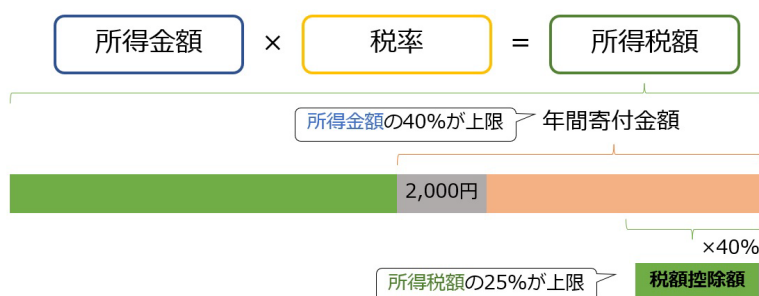 所得金額 × 税率 = 所得税額
所得金額の40%が上限 年間寄付金額
2,000円
×40%
所得税額の25%が上限 税額控除額